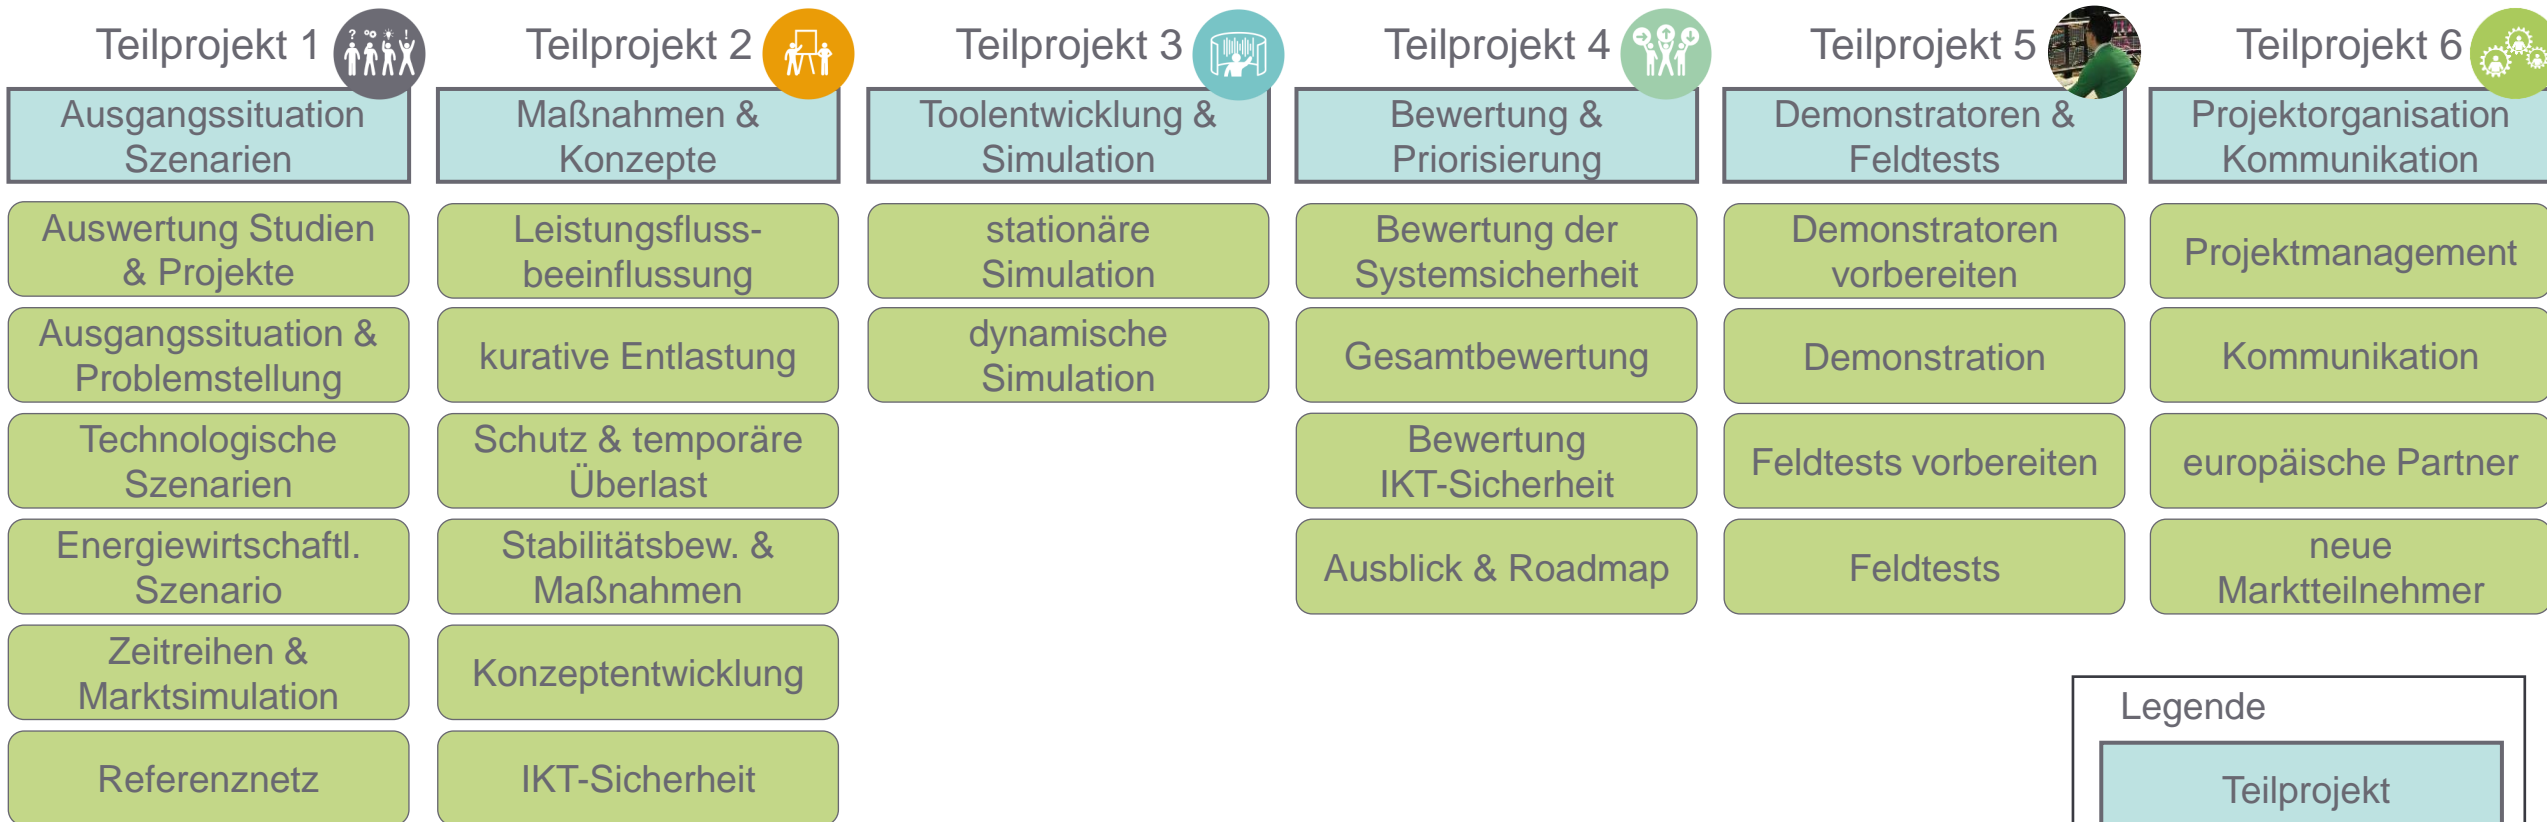 Teilprojekt 1
Ausgangssituation
Szenarien
Auswertung Studien
& Projekte
Ausgangssituation &
Problemstellung
Technologische
Szenarien
Energiewirtschaftl.
Szenario
Zeitreihen &
Marktsimulation
Referenznetz
Teilprojekt 2
Maßnahmen &
Konzepte
Leistungsfluss-
beeinflussung
kurative Entlastung
Schutz & temporäre
Überlast
Stabilitätsbew. &
Maßnahmen
Konzeptentwicklung
IKT-Sicherheit
Teilprojekt 3
Toolentwicklung &
Simulation
stationäre
Simulation
dynamische
Simulation
Teilprojekt 4
Bewertung &
Priorisierung
Bewertung der
Systemsicherheit
Gesamtbewertung
Bewertung
IKT-Sicherheit
Ausblick & Roadmap
Teilprojekt 5
Demonstratoren &
Feldtests
Demonstratoren
vorbereiten
Demonstration
Feldtests vorbereiten
Feldtests
Teilprojekt 6
Projektorganisation
Kommunikation
Projektmanagement
Kommunikation
europäische Partner
neue
Marktteilnehmer
Legende
Teilprojekt